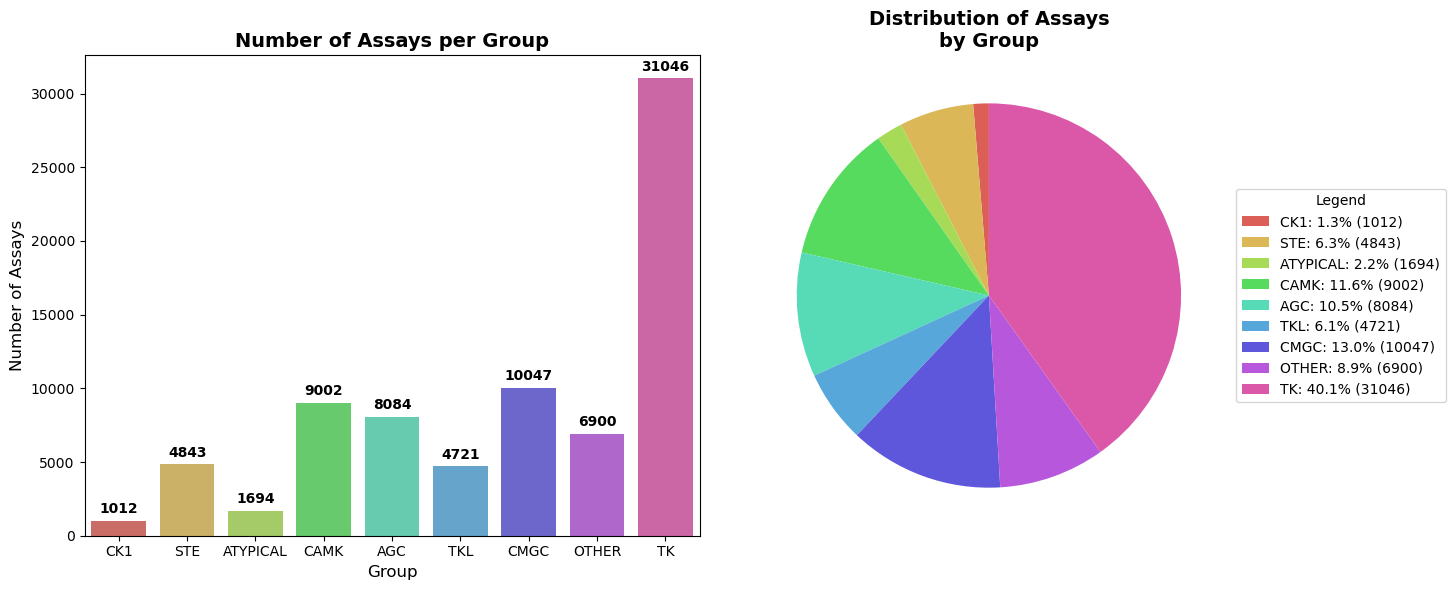 Number of Assays per Group
Number of Assays
30000
25000
20000
15000
10000
5000
0
1012
4843
1694
9002
8084
4721
10047
6900
31046
CK1 STE ATYPICAL CAMK AGC TKL CMGC OTHER TK
Group
Distribution of Assays
by Group
Legend
CK1: 1.3% (1012)
STE: 6.3% (4843)
ATYPICAL: 2.2% (1694)
CAMK: 11.6% (9002)
AGC: 10.5% (8084)
TKL: 6.1% (4721)
CMGC: 13.0% (10047)
OTHER: 8.9% (6900)
TK: 40.1% (31046)